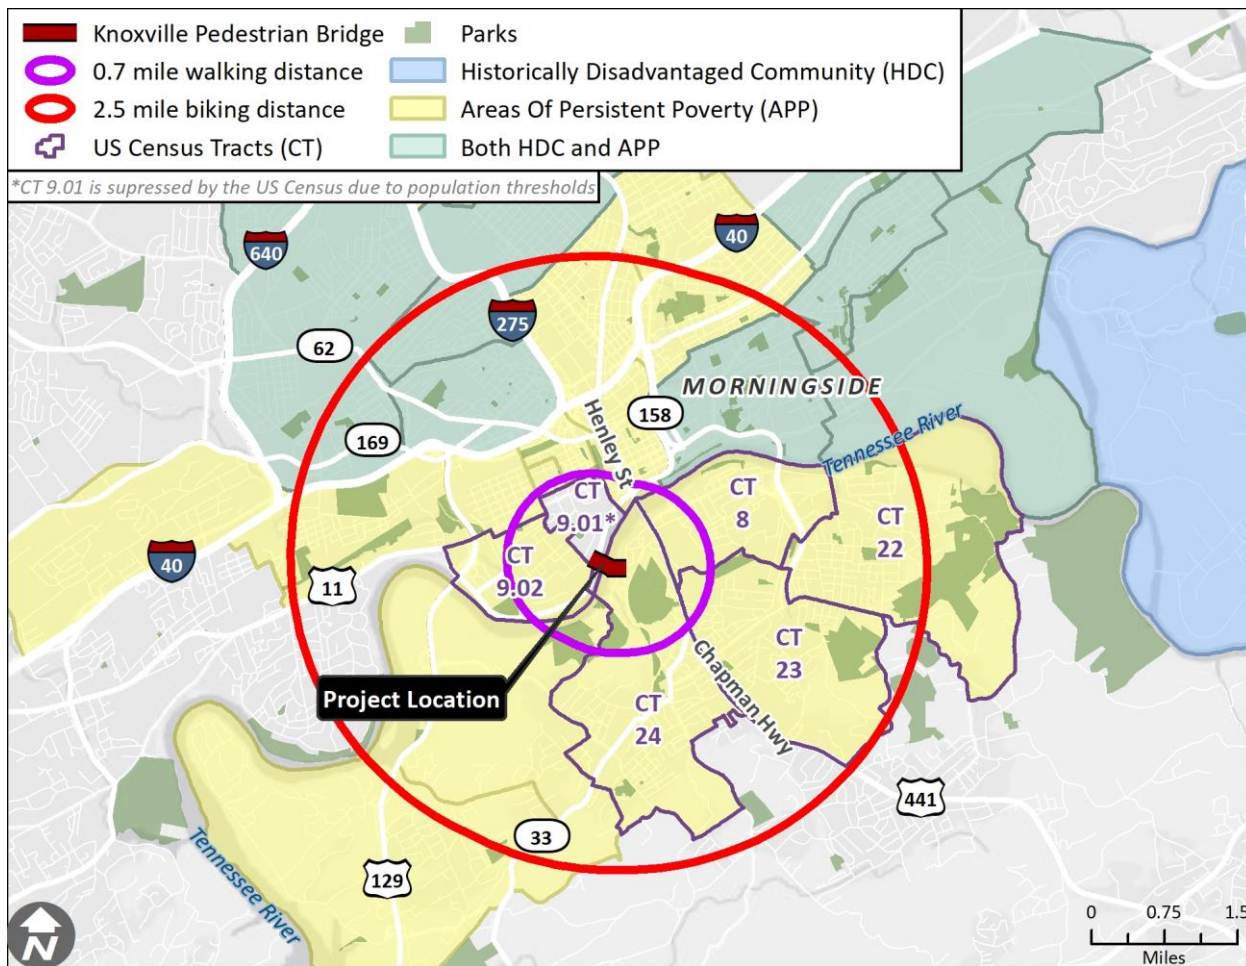 Knoxville Pedestrian Bridge
0.7 mile walking distance
2.5 mile biking distance
US Census Tracts (CT)
Parks
Historically Disadvantaged Community (HDC)
Areas Of Persistent Poverty (APP)
Both HDC and APP
*CT 9.01 is supressed by the US Census due to population thresholds
640
40
275
62
MORNINGSIDE
158
Henley St
169
Tennessee River
CT
9.01*
CT
8
CT
22
CT
9.02
40
11
CT
23
Project Location
Chapman Hwy
CT
24
441
33
129
Tennessee River
N
0 0.75 1.5
Miles